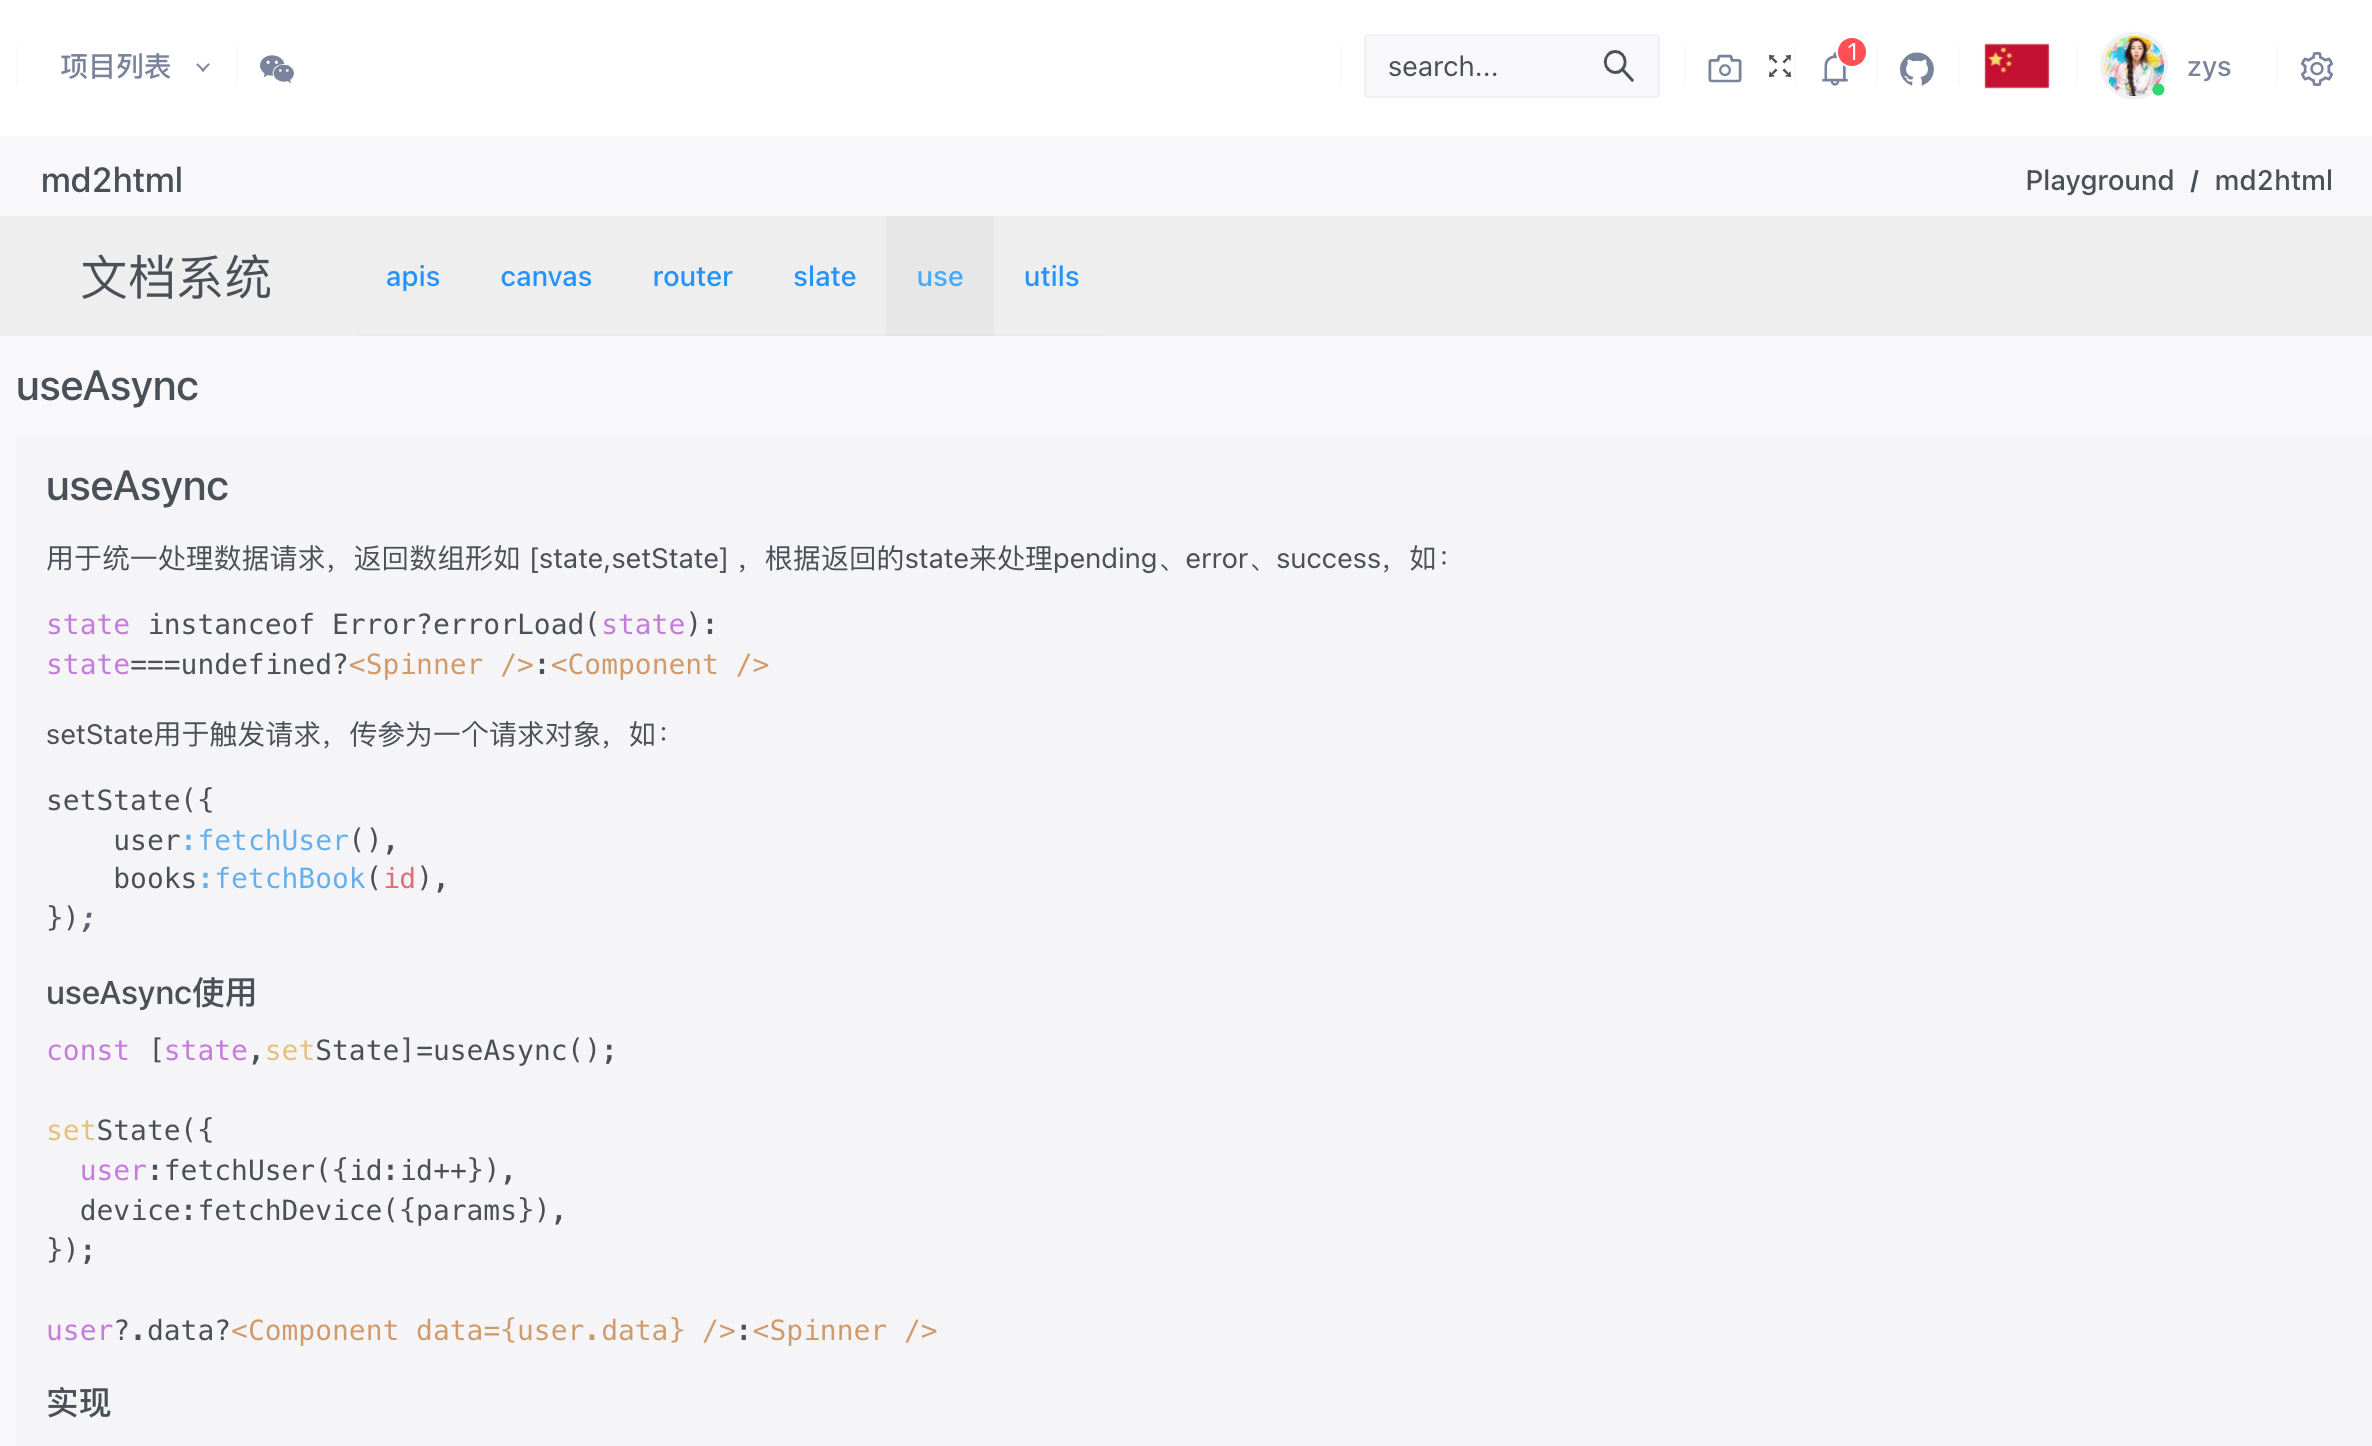 项目列表
search...
1
zys
md2html
Playground / md2html
文档系统 apis canvas router slate use utils
useAsync
useAsync
用于统一处理数据请求，返回数组形如 [state,setState] ，根据返回的state来处理pending、error、success，如：
state instanceof Error?errorLoad(state):
state===undefined?<Spinner />:<Component />
setState用于触发请求，传参为一个请求对象，如：
setState({
    user:fetchUser(),
    books:fetchBook(id),
});
useAsync使用
const [state,setState]=useAsync();
setState({
  user:fetchUser({id:id++}),
  device:fetchDevice({params}),
});
user?.data?<Component data={user.data} />:<Spinner />
实现